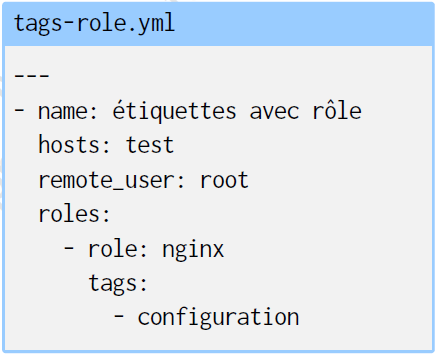 tags-role.yml
---
- name: étiquettes avec rôle
  hosts: test
  remote_user: root
  roles:
    - role: nginx
      tags:
        - configuration